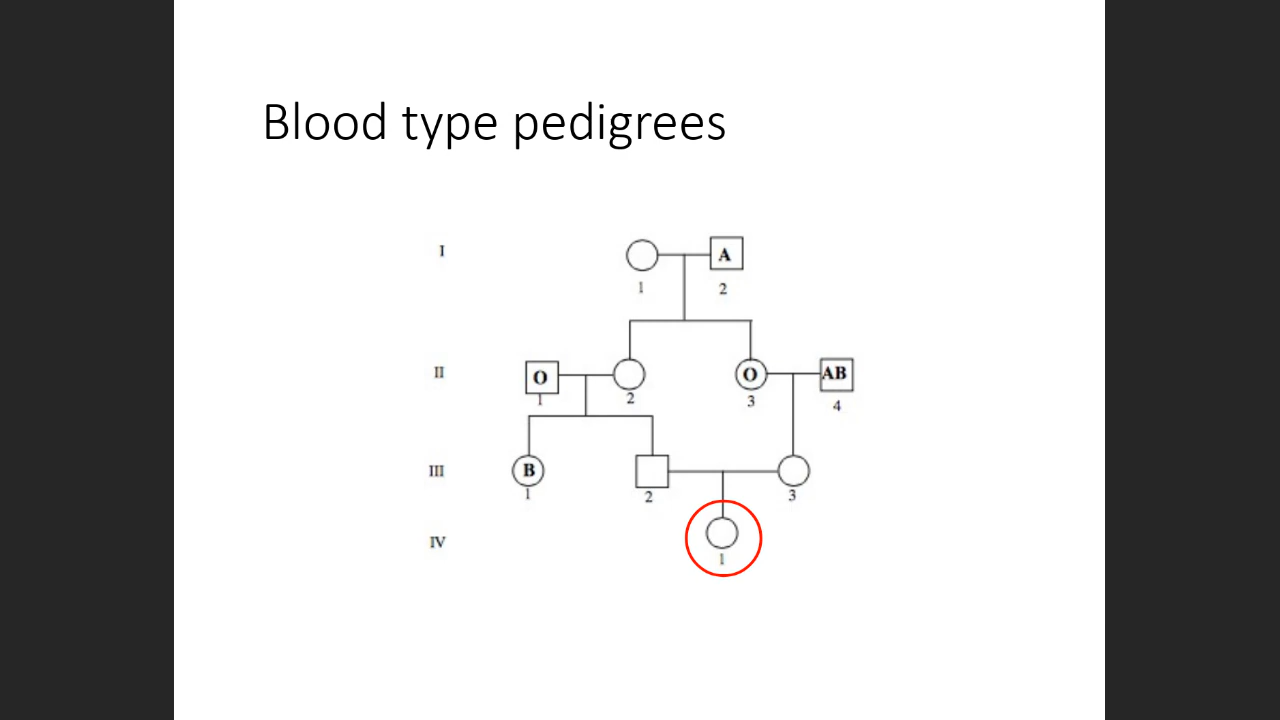 Blood type pedigrees
I
A
1 2
II
O O AB
1 2 3 4
III
B
1 2 3
IV
1